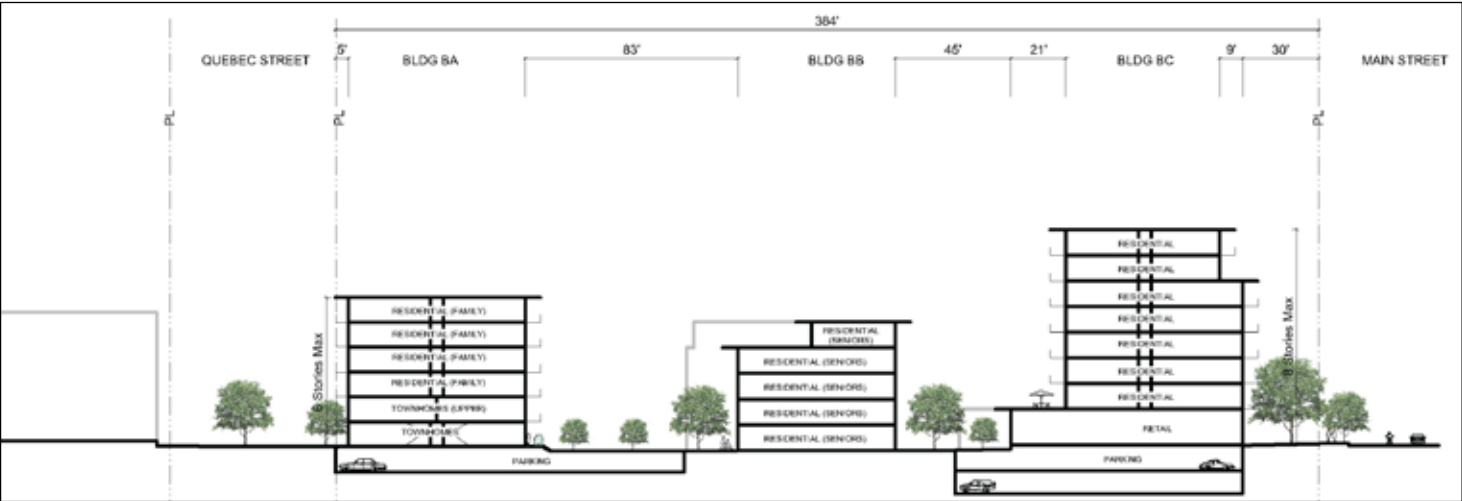 384'
5'
83'
45'
21'
9'
30'
QUEBEC STREET
BLDG BA
BLDG BB
BLDG BC
MAIN STREET
PL
PL
PL
RESIDENTIAL
RESIDENTIAL
RESIDENTIAL
RESIDENTIAL
RESIDENTIAL
RESIDENTIAL
RESIDENTIAL
RETAIL
PARKING
8 Stories Max
RESIDENTIAL (FAMILY)
RESIDENTIAL (FAMILY)
RESIDENTIAL (FAMILY)
RESIDENTIAL (FAMILY)
TOWNHOMES (UPPER)
TOWNHOMES
PARKING
6 Stories Max
RESIDENTIAL
(SENIORS)
RESIDENTIAL (SENIORS)
RESIDENTIAL (SENIORS)
RESIDENTIAL (SENIORS)
RESIDENTIAL (SENIORS)